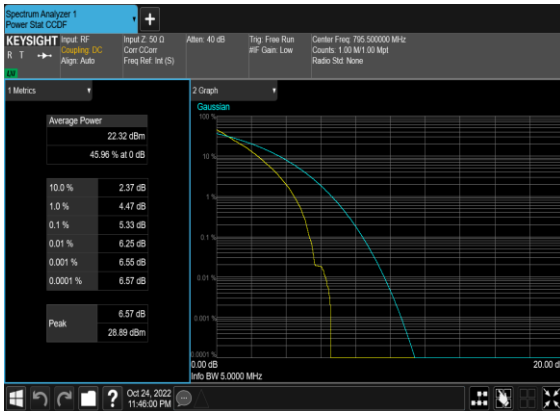 Spectrum Analyzer 1
Power Stat CCDF
KEYSIGHT
R T
LM
Input: RF
Coupling: DC
Align: Auto
Input Z: 50 Ω
Corr CCorr
Freq Ref: Int (S)
Atten: 40 dB
Trig: Free Run
#IF Gain: Low
Center Freq: 795.500000 MHz
Counts: 1.00 M/1.00 Mpt
Radio Std: None
1 Metrics
Average Power
22.32 dBm
45.96 % at 0 dB
10.0 % 2.37 dB
1.0 % 4.47 dB
0.1 % 5.33 dB
0.01 % 6.25 dB
0.001 % 6.55 dB
0.0001 % 6.57 dB
Peak 6.57 dB
28.89 dBm
2 Graph
Gaussian
100 %
10 %
1 %
0.1 %
0.01 %
0.001 %
0.0001 %
0.00 dB
20.00 d
Info BW 5.0000 MHz
Oct 24, 2022
11:46:00 PM